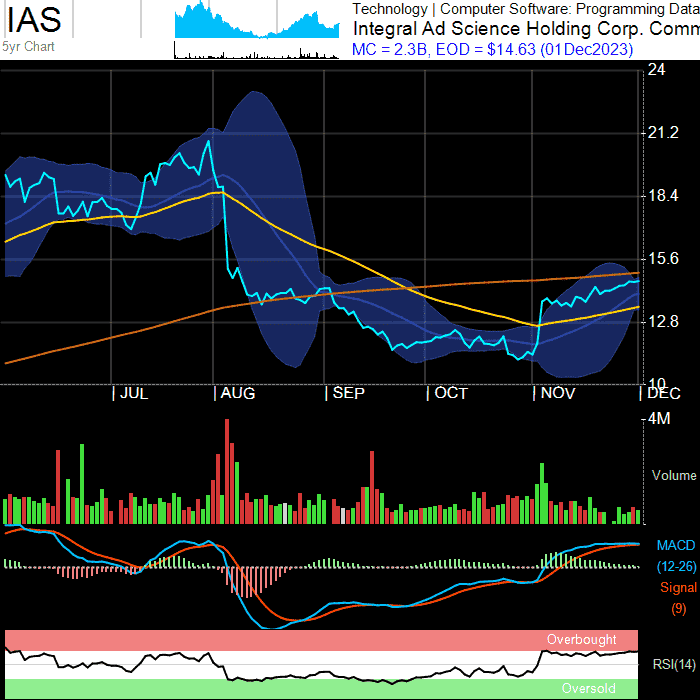 IAS
5yr Chart
Technology | Computer Software: Programming Data
Integral Ad Science Holding Corp. Comm
MC = 2.3B, EOD = $14.63 (01Dec2023)
24
21.2
18.4
15.6
12.8
10
JUL
AUG
SEP
OCT
NOV
DEC
4M
Volume
MACD
(12-26)
Signal
(9)
Overbought
RSI(14)
Oversold